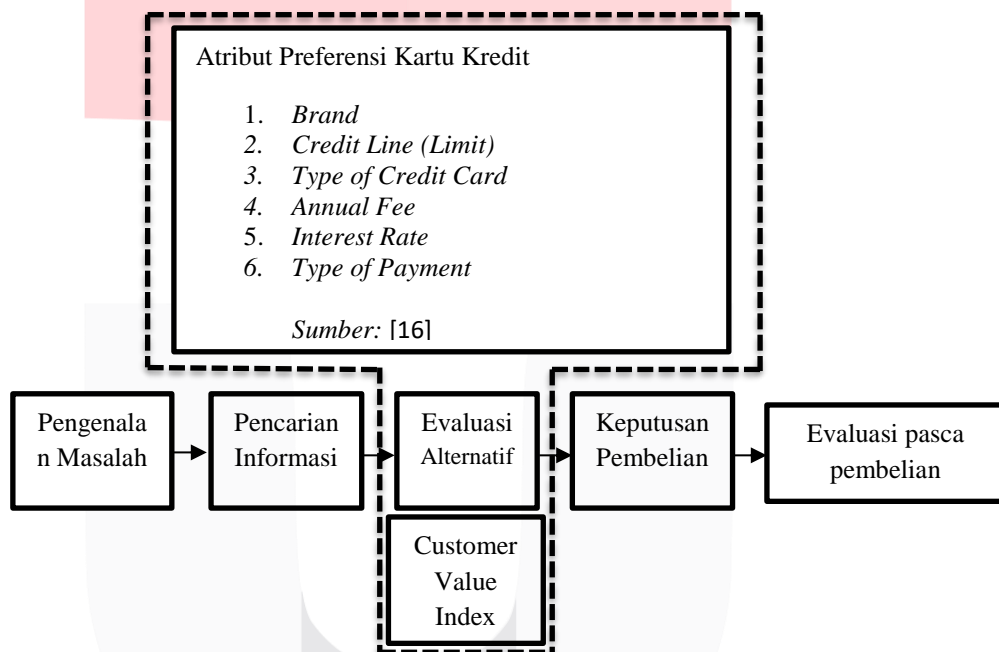 Atribut Preferensi Kartu Kredit
1. Brand
2. Credit Line (Limit)
3. Type of Credit Card
4. Annual Fee
5. Interest Rate
6. Type of Payment
Sumber: [16]
Pengenala
n Masalah
Pencarian
Informasi
Evaluasi
Alternatif
Keputusan
Pembelian
Evaluasi pasca
pembelian
Customer
Value
Index